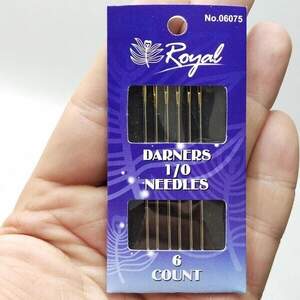 No.06075
Royal
DARNERS
1/0
NEEDLES
6
COUNT